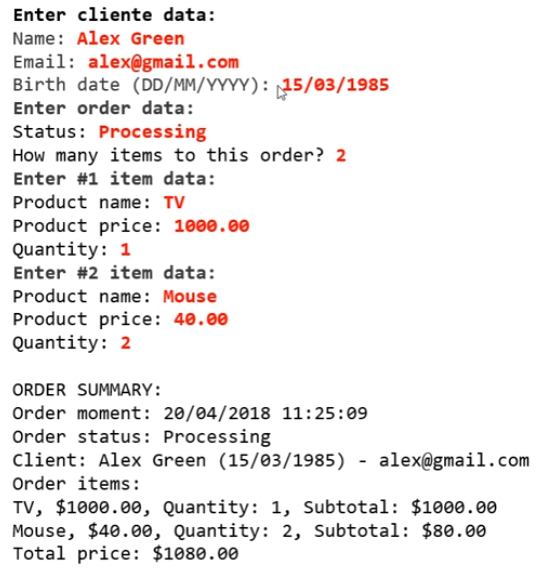 Enter cliente data:
Name: Alex Green
Email: alex@gmail.com
Birth date (DD/MM/YYYY): 15/03/1985
Enter order data:
Status: Processing
How many items to this order? 2
Enter #1 item data:
Product name: TV
Product price: 1000.00
Quantity: 1
Enter #2 item data:
Product name: Mouse
Product price: 40.00
Quantity: 2
ORDER SUMMARY:
Order moment: 20/04/2018 11:25:09
Order status: Processing
Client: Alex Green (15/03/1985) - alex@gmail.com
Order items:
TV, $1000.00, Quantity: 1, Subtotal: $1000.00
Mouse, $40.00, Quantity: 2, Subtotal: $80.00
Total price: $1080.00